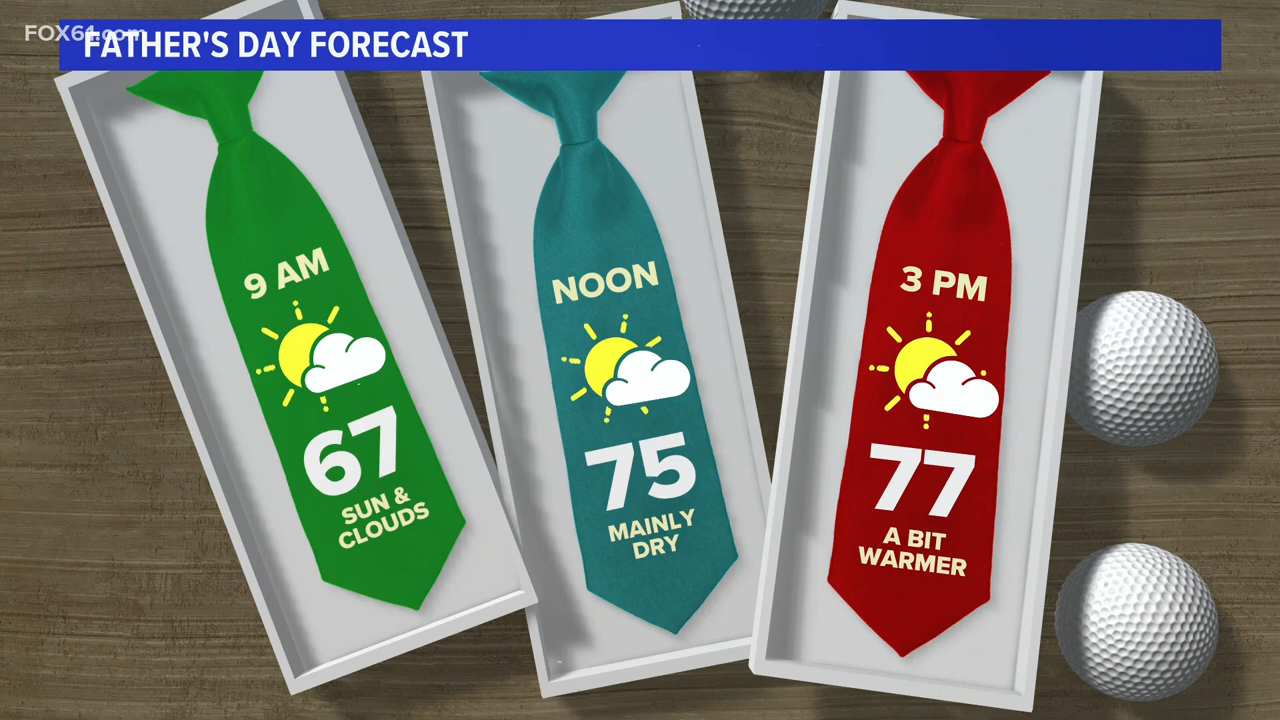 FOX61.com
FATHER'S DAY FORECAST
9 AM
67
SUN &
CLOUDS
NOON
75
MAINLY
DRY
3 PM
77
A BIT
WARMER